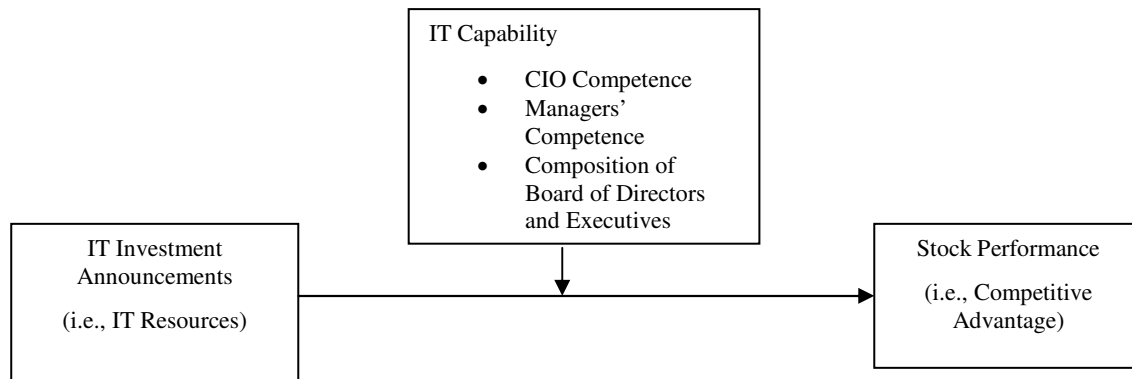 IT Capability
• CIO Competence
• Managers’
Competence
• Composition of
Board of Directors
and Executives
IT Investment
Announcements
(i.e., IT Resources)
Stock Performance
(i.e., Competitive
Advantage)